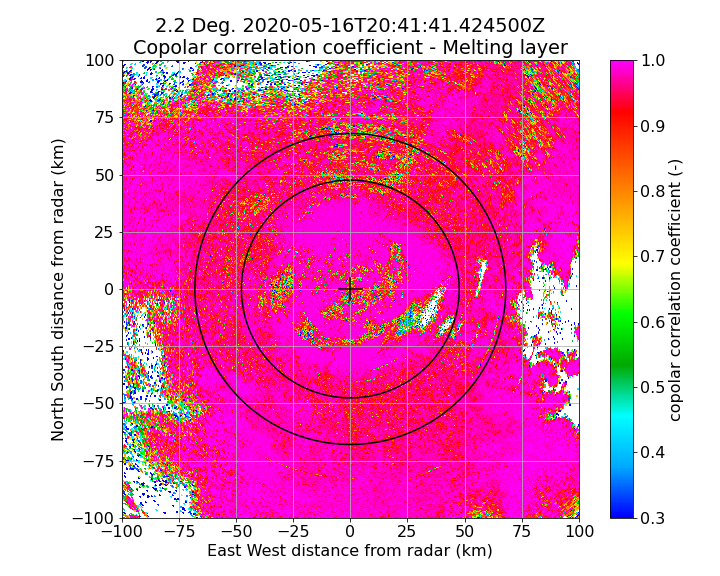 2.2 Deg. 2020-05-16T20:41:41.424500Z
Copolar correlation coefficient - Melting layer
100
75
50
25
0
−25
−50
−75
−100
North South distance from radar (km)
−100 −75 −50 −25 0 25 50 75 100
East West distance from radar (km)
1.0
0.9
0.8
0.7
0.6
0.5
0.4
0.3
copolar correlation coefficient (-)